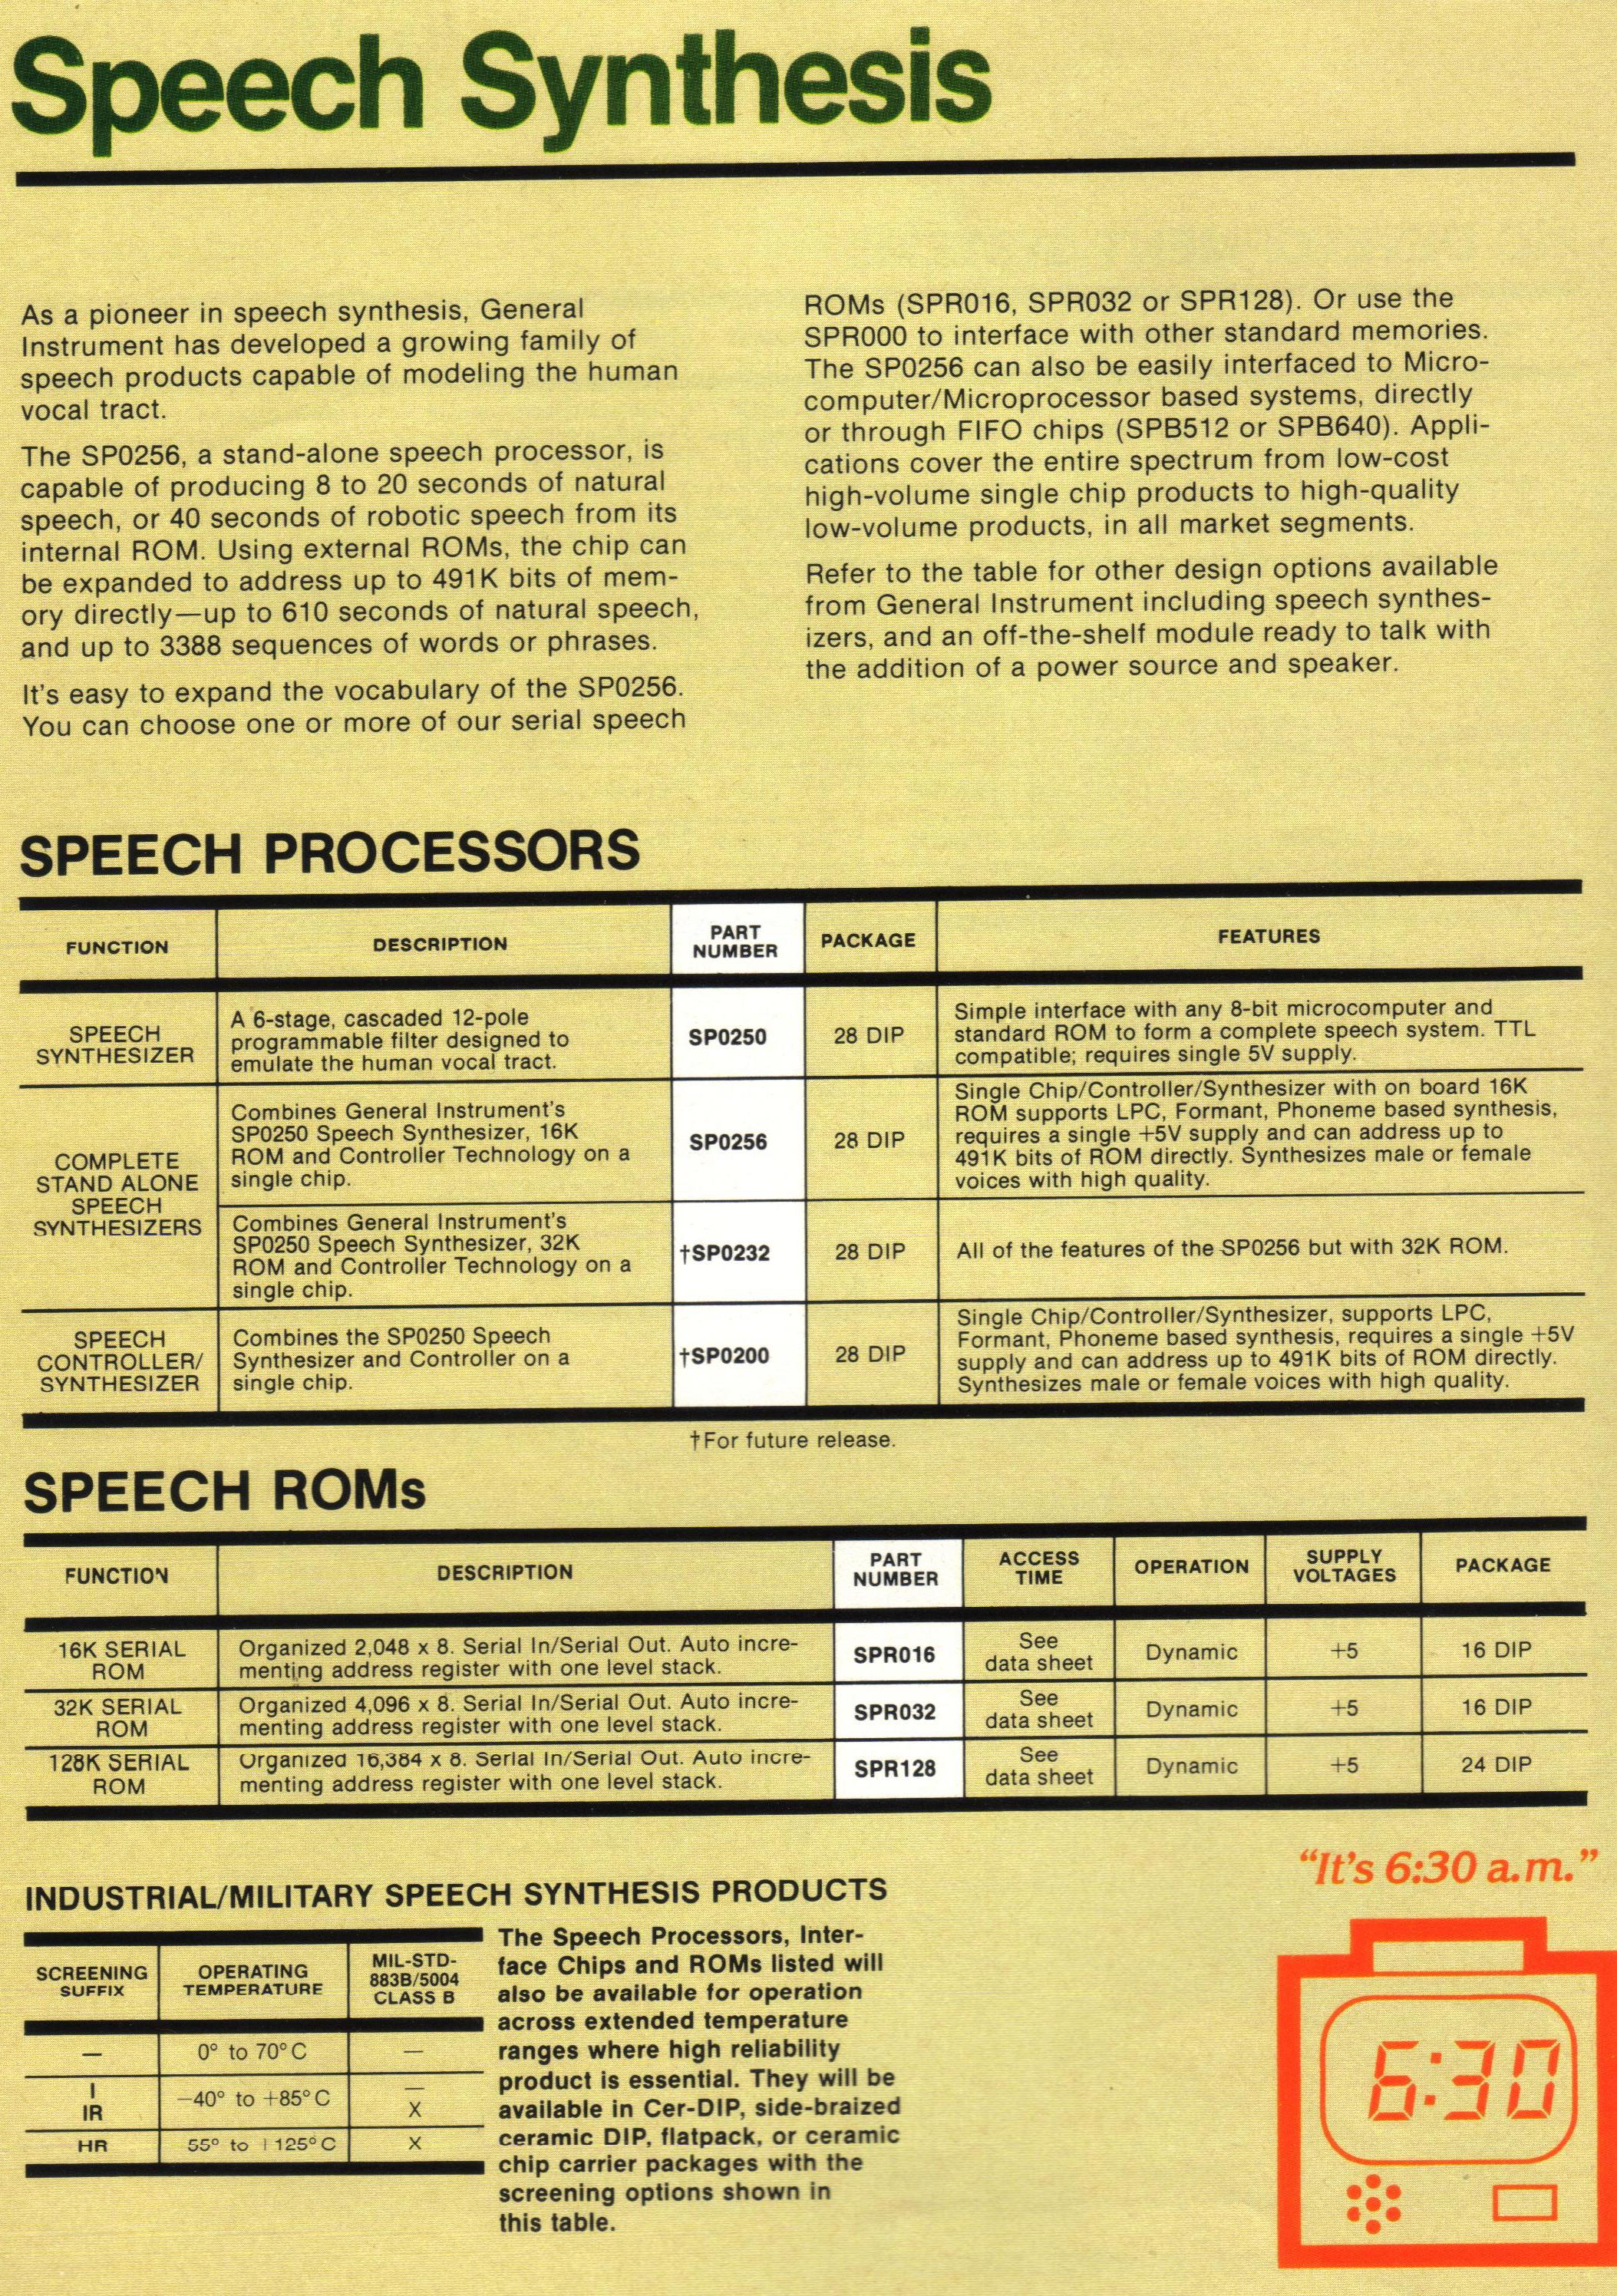 Speech Synthesis
As a pioneer in speech synthesis, General
Instrument has developed a growing family of
speech products capable of modeling the human
vocal tract.
The SP0256, a stand-alone speech processor, is
capable of producing 8 to 20 seconds of natural
speech, or 40 seconds of robotic speech from its
internal ROM. Using external ROMs, the chip can
be expanded to address up to 491K bits of mem-
ory directly—up to 610 seconds of natural speech,
and up to 3388 sequences of words or phrases.
It's easy to expand the vocabulary of the SP0256.
You can choose one or more of our serial speech
ROMs (SPR016, SPR032 or SPR128). Or use the
SPR000 to interface with other standard memories.
The SP0256 can also be easily interfaced to Micro-
computer/Microprocessor based systems, directly
or through FIFO chips (SPB512 or SPB640). Appli-
cations cover the entire spectrum from low-cost
high-volume single chip products to high-quality
low-volume products, in all market segments.
Refer to the table for other design options available
from General Instrument including speech synthes-
izers, and an off-the-shelf module ready to talk with
the addition of a power source and speaker.
SPEECH PROCESSORS
FUNCTION
DESCRIPTION
PART
NUMBER
PACKAGE
FEATURES
SPEECH
SYNTHESIZER
A 6-stage, cascaded 12-pole
programmable filter designed to
emulate the human vocal tract.
SP0250
28 DIP
Simple interface with any 8-bit microcomputer and
standard ROM to form a complete speech system. TTL
compatible; requires single 5V supply.
COMPLETE
STAND ALONE
SPEECH
SYNTHESIZERS
Combines General Instrument's
SP0250 Speech Synthesizer, 16K
ROM and Controller Technology on a
single chip.
SP0256
28 DIP
Single Chip/Controller/Synthesizer with on board 16K
ROM supports LPC, Formant, Phoneme based synthesis,
requires a single +5V supply and can address up to
491K bits of ROM directly. Synthesizes male or female
voices with high quality.
Combines General Instrument's
SP0250 Speech Synthesizer, 32K
ROM and Controller Technology on a
single chip.
†SP0232
28 DIP
All of the features of the SP0256 but with 32K ROM.
SPEECH
CONTROLLER/
SYNTHESIZER
Combines the SP0250 Speech
Synthesizer and Controller on a
single chip.
†SP0200
28 DIP
Single Chip/Controller/Synthesizer, supports LPC,
Formant, Phoneme based synthesis, requires a single +5V
supply and can address up to 491K bits of ROM directly.
Synthesizes male or female voices with high quality.
†For future release.
SPEECH ROMs
FUNCTION
DESCRIPTION
PART
NUMBER
ACCESS
TIME
OPERATION
SUPPLY
VOLTAGES
PACKAGE
16K SERIAL
ROM
Organized 2,048 x 8. Serial In/Serial Out. Auto incre-
menting address register with one level stack.
SPR016
See
data sheet
Dynamic
+5
16 DIP
32K SERIAL
ROM
Organized 4,096 x 8. Serial In/Serial Out. Auto incre-
menting address register with one level stack.
SPR032
See
data sheet
Dynamic
+5
16 DIP
128K SERIAL
ROM
Organized 16,384 x 8. Serial In/Serial Out. Auto incre-
menting address register with one level stack.
SPR128
See
data sheet
Dynamic
+5
24 DIP
INDUSTRIAL/MILITARY SPEECH SYNTHESIS PRODUCTS
SCREENING
SUFFIX
OPERATING
TEMPERATURE
MIL-STD-
883B/5004
CLASS B
—
0° to 70°C
—
I
IR
−40° to +85°C
—
X
HR
55° to +125°C
X
The Speech Processors, Inter-
face Chips and ROMs listed will
also be available for operation
across extended temperature
ranges where high reliability
product is essential. They will be
available in Cer-DIP, side-braized
ceramic DIP, flatpack, or ceramic
chip carrier packages with the
screening options shown in
this table.
“It's 6:30 a.m.”
6:30